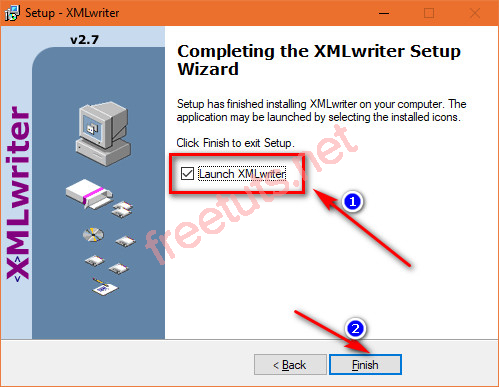 Setup - XMLwriter
v2.7
<XMLwriter>
Completing the XMLwriter Setup
Wizard
Setup has finished installing XMLwriter on your computer. The
application may be launched by selecting the installed icons.
Click Finish to exit Setup.
Launch XMLwriter
1
freetuts.net
2
< Back
Finish